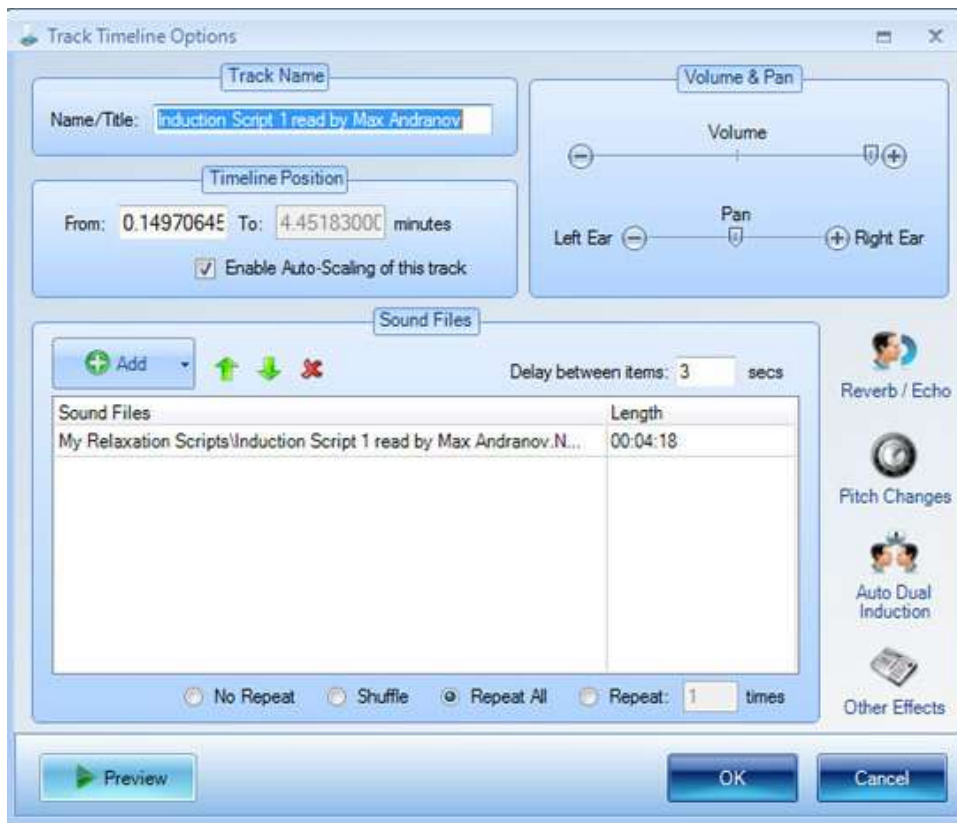 Track Timeline Options
Track Name
Name/Title: Induction Script 1 read by Max Andranov
Timeline Position
From: 0.14970645 To: 4.45183000 minutes
Enable Auto-Scaling of this track
Volume & Pan
Volume
Pan
Left Ear Right Ear
Sound Files
Add Delay between items: 3 secs
Sound Files Length
My Relaxation Scripts\Induction Script 1 read by Max Andranov.N... 00:04:18
No Repeat Shuffle Repeat All Repeat: 1 times
Reverb / Echo
Pitch Changes
Auto Dual
Induction
Other Effects
Preview OK Cancel